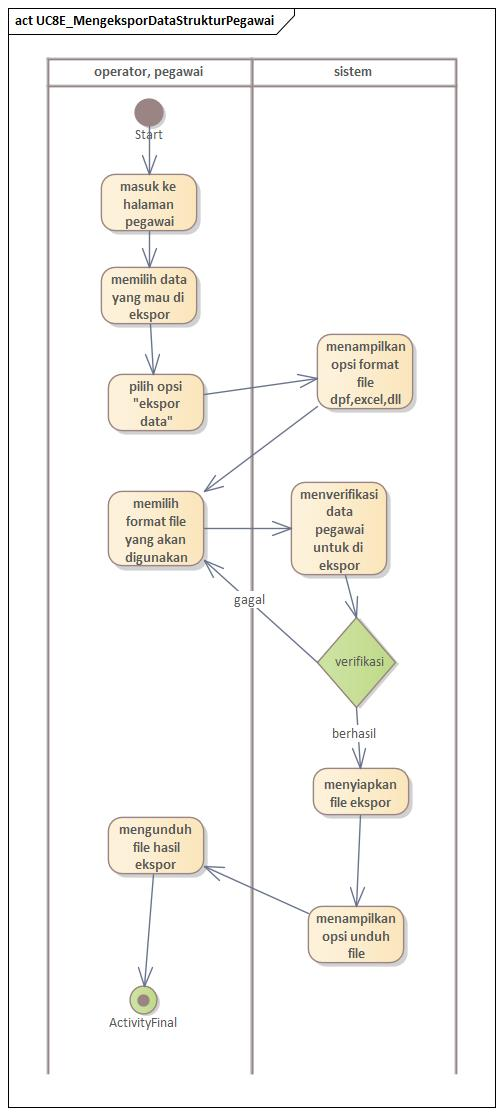 act UC8E_MengeksporDataStrukturPegawai
operator, pegawai
sistem
Start
masuk ke
halaman
pegawai
memilih data
yang mau di
ekspor
pilih opsi
"ekspor
data"
menampilkan
opsi format
file
dpf,excel,dll
memilih
format file
yang akan
digunakan
menverifikasi
data
pegawai
untuk di
ekspor
gagal
verifikasi
berhasil
menyiapkan
file ekspor
mengunduh
file hasil
ekspor
menampilkan
opsi unduh
file
ActivityFinal